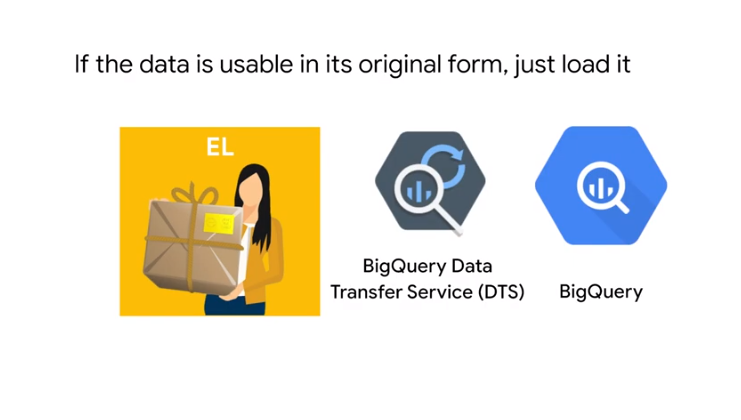 If the data is usable in its original form, just load it
EL
BigQuery Data
Transfer Service (DTS)
BigQuery